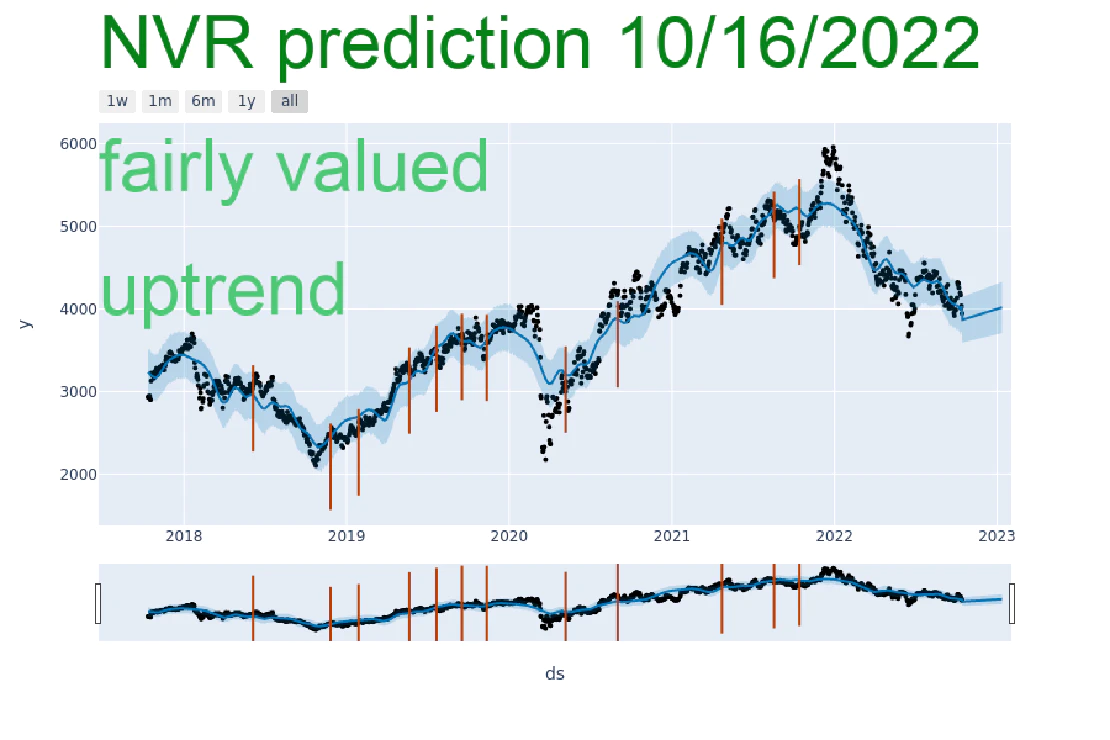 NVR prediction 10/16/2022
1w 1m 6m 1y all
fairly valued
uptrend
6000
5000
4000
3000
2000
y
2018 2019 2020 2021 2022 2023
ds